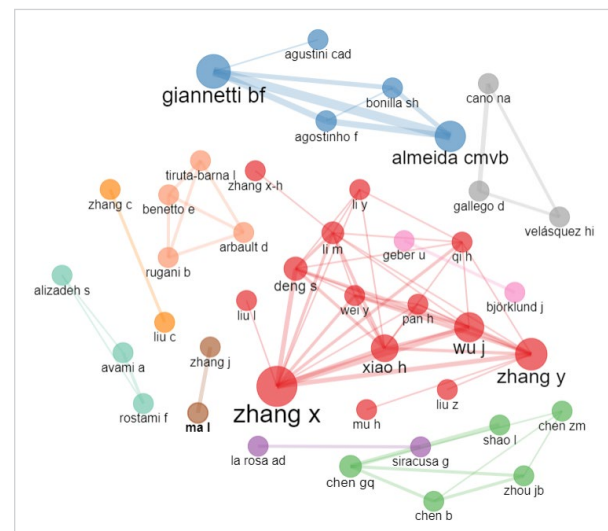 agustini cad
giannetti bf
bonilla sh
cano na
agostinho f
almeida cmvb
tiruta-barna l
zhang x-h
zhang c
benetto e
li y
gallego d
velásquez hi
arbault d
li m
geber u
qi h
rugani b
alizadeh s
deng s
wei y
björklund j
liu l
pan h
liu c
wu j
xiao h
zhang j
zhang y
avami a
zhang x
liu z
rostami f
ma l
mu h
shao l
chen zm
la rosa ad
siracusa g
chen gq
zhou jb
chen b